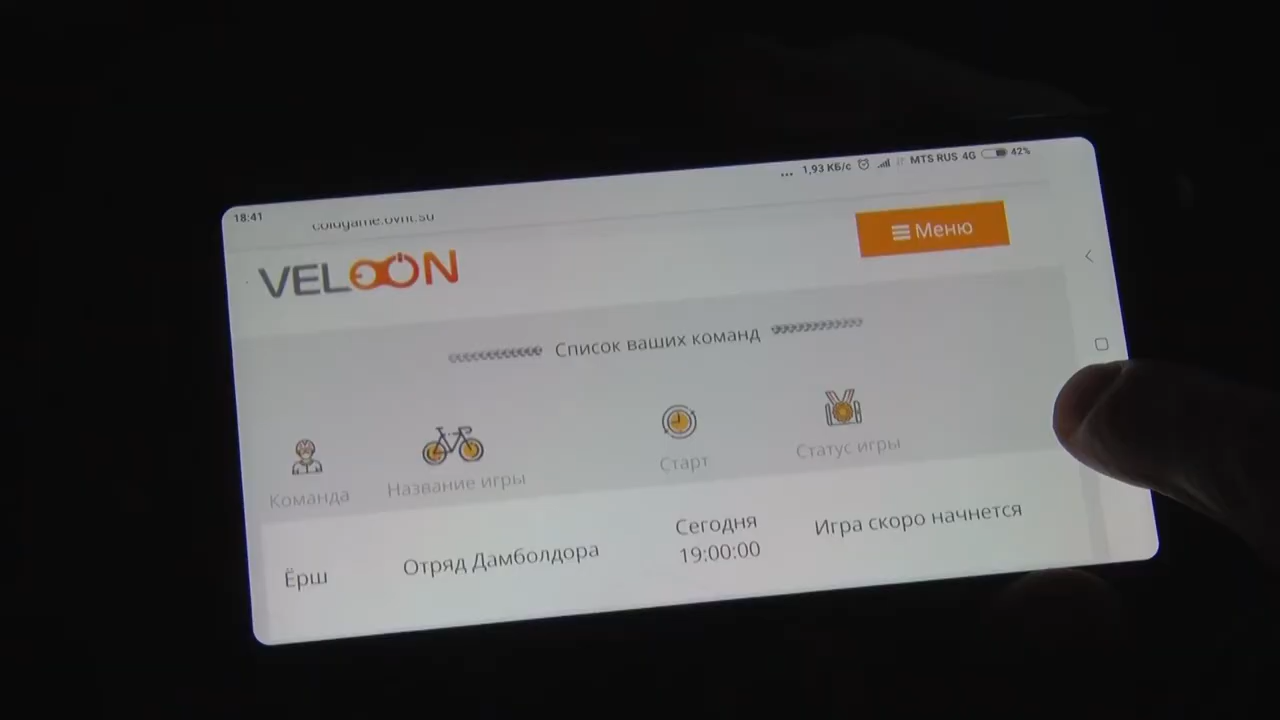 18:41
1,93 КБ/с
MTS RUS 4G
42%
VELOON
Меню
Список ваших команд
Команда
Название игры
Старт
Статус игры
Ёрш
Отряд Дамболдора
Сегодня
19:00:00
Игра скоро начнется